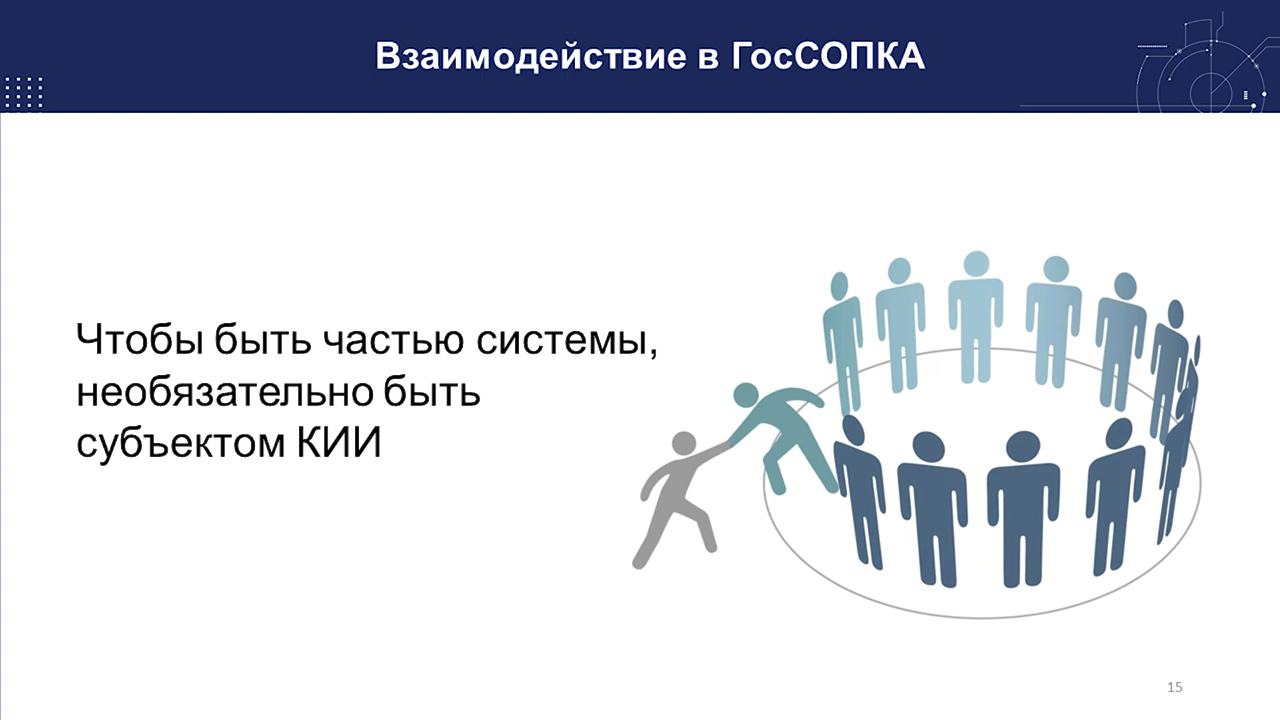 Взаимодействие в ГосСОПКА
Чтобы быть частью системы,
необязательно быть
субъектом КИИ
15